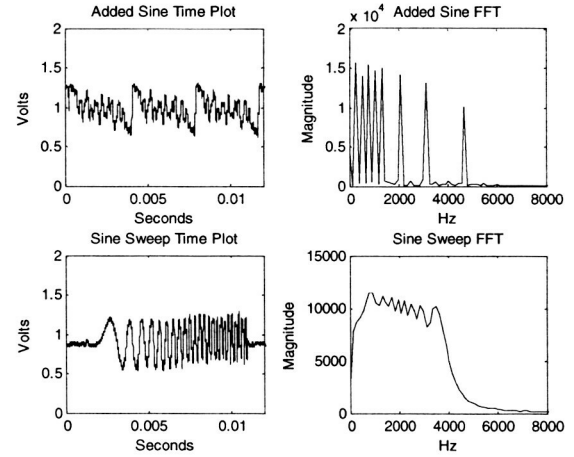 Added Sine Time Plot
2
1.5
1
0.5
0
Volts
0 0.005 0.01
Seconds
Added Sine FFT
x 10^4
2
1.5
1
0.5
0
Magnitude
0 2000 4000 6000 8000
Hz
Sine Sweep Time Plot
2
1.5
1
0.5
0
Volts
0 0.005 0.01
Seconds
Sine Sweep FFT
15000
10000
5000
0
Magnitude
0 2000 4000 6000 8000
Hz